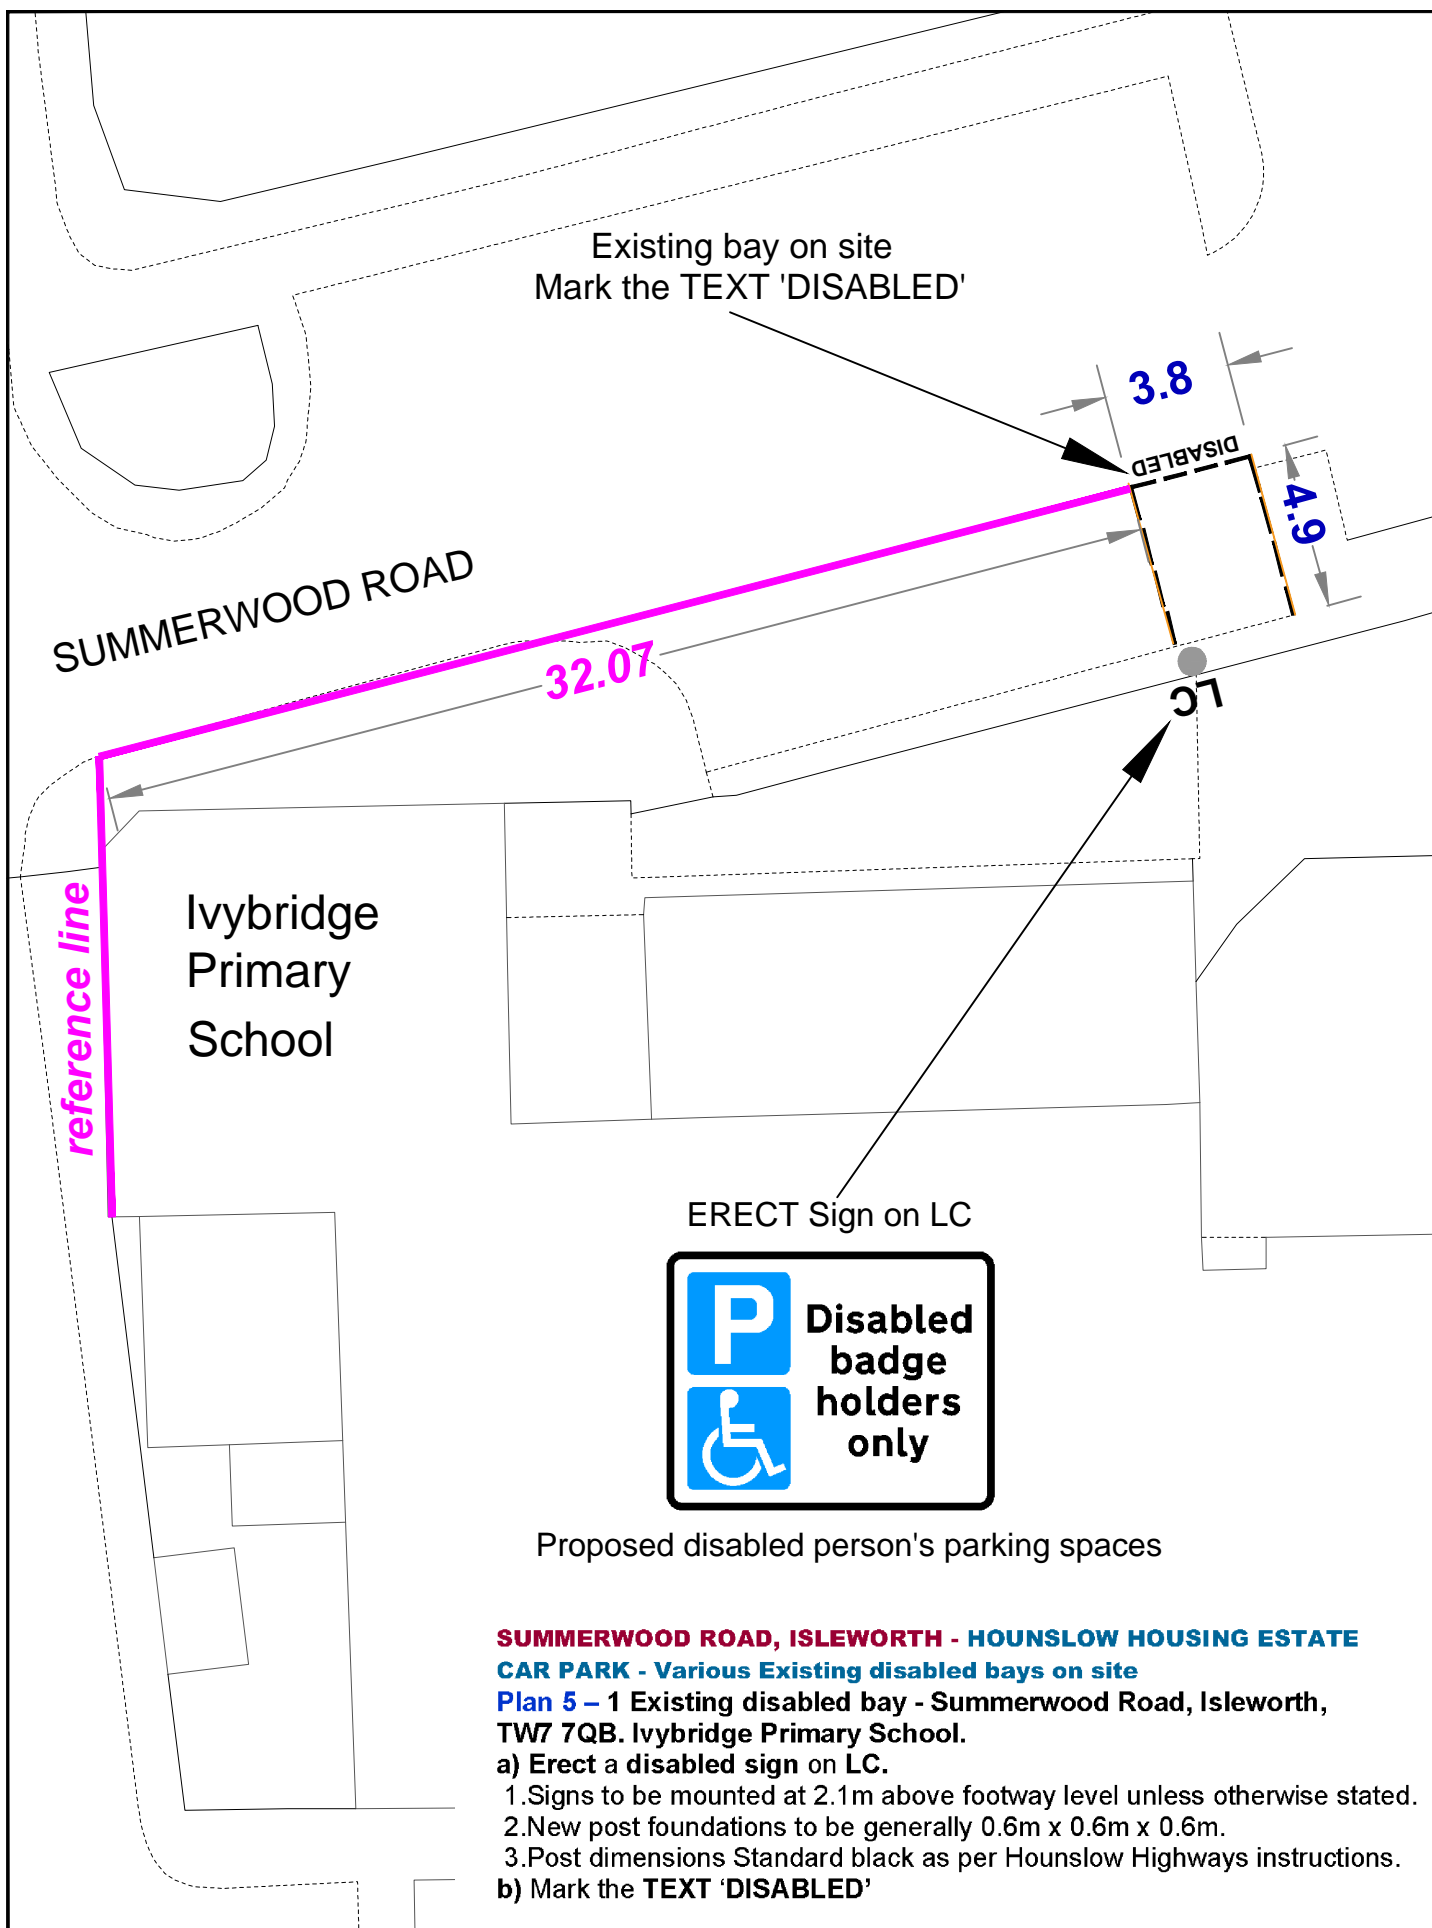 Existing bay on site
Mark the TEXT 'DISABLED'
3.8
DISABLED
4.9
SUMMERWOOD ROAD
32.07
LC
reference line
Ivybridge
Primary
School
ERECT Sign on LC
P
Disabled
badge
holders
only
Proposed disabled person's parking spaces
SUMMERWOOD ROAD, ISLEWORTH - HOUNSLOW HOUSING ESTATE
CAR PARK - Various Existing disabled bays on site
Plan 5 – 1 Existing disabled bay - Summerwood Road, Isleworth,
TW7 7QB. Ivybridge Primary School.
a) Erect a disabled sign on LC.
1.Signs to be mounted at 2.1m above footway level unless otherwise stated.
2.New post foundations to be generally 0.6m x 0.6m x 0.6m.
3.Post dimensions Standard black as per Hounslow Highways instructions.
b) Mark the TEXT ‘DISABLED’